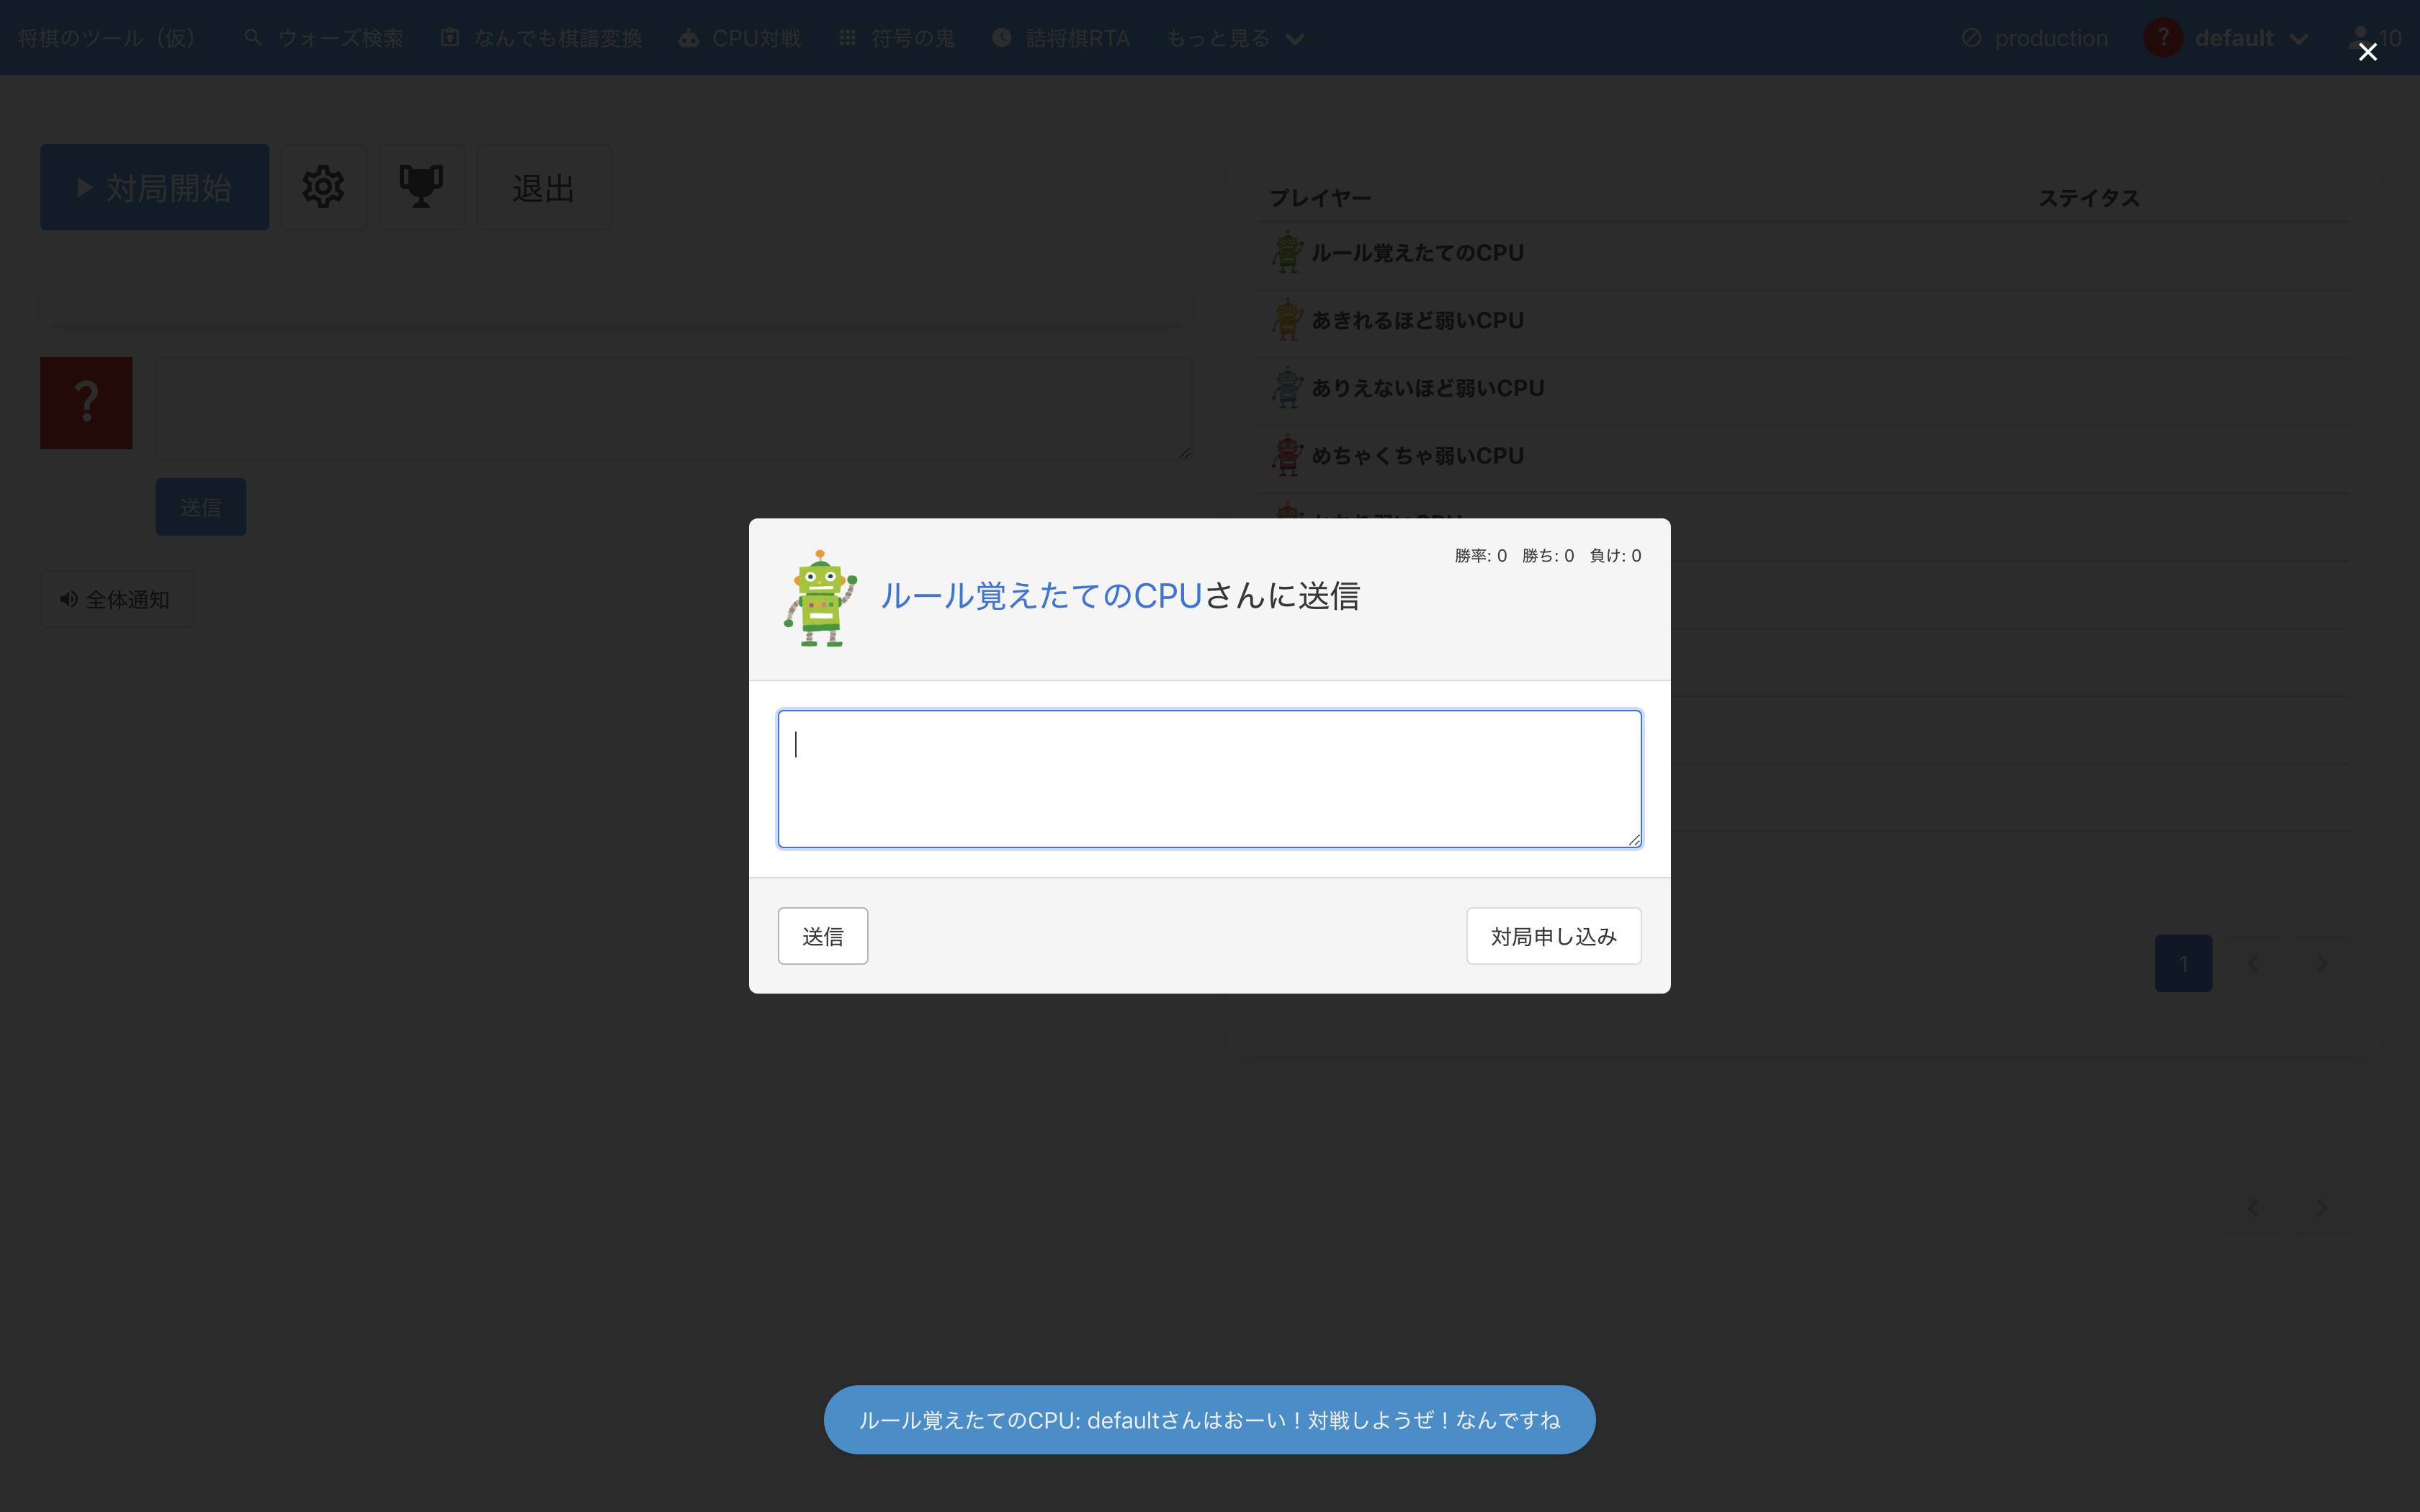 将棋のツール（仮） ウォーズ検索 なんでも棋譜変換 CPU対戦 符号の鬼 詰将棋RTA もっと見る production ? default 10
対局開始 退出
?
送信
全体通知
プレイヤー ステイタス
ルール覚えたてのCPU
あきれるほど弱いCPU
ありえないほど弱いCPU
めちゃくちゃ弱いCPU
勝率: 0 勝ち: 0 負け: 0
ルール覚えたてのCPUさんに送信
送信 対局申し込み
1
ルール覚えたてのCPU: defaultさんはおーい！対戦しようぜ！なんですね